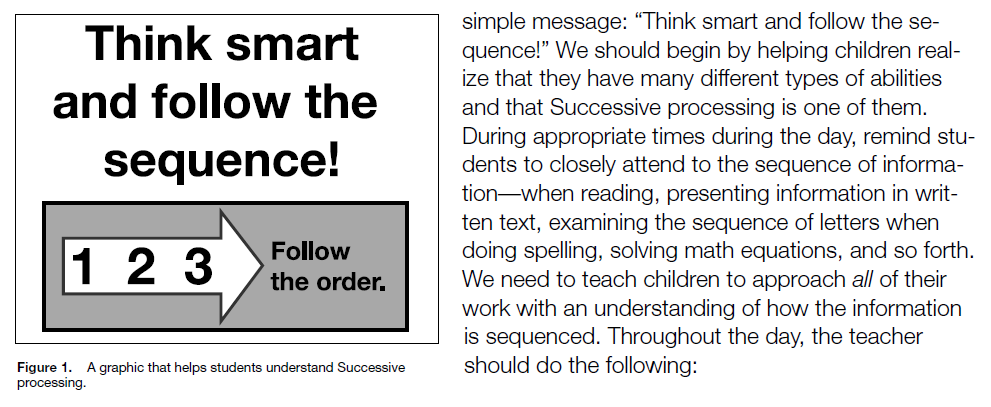 Think smart
and follow the
sequence!
1 2 3
Follow
the order.
Figure 1. A graphic that helps students understand Successive
processing.
simple message: “Think smart and follow the se-
quence!” We should begin by helping children real-
ize that they have many different types of abilities
and that Successive processing is one of them.
During appropriate times during the day, remind stu-
dents to closely attend to the sequence of informa-
tion—when reading, presenting information in writ-
ten text, examining the sequence of letters when
doing spelling, solving math equations, and so forth.
We need to teach children to approach all of their
work with an understanding of how the information
is sequenced. Throughout the day, the teacher
should do the following: